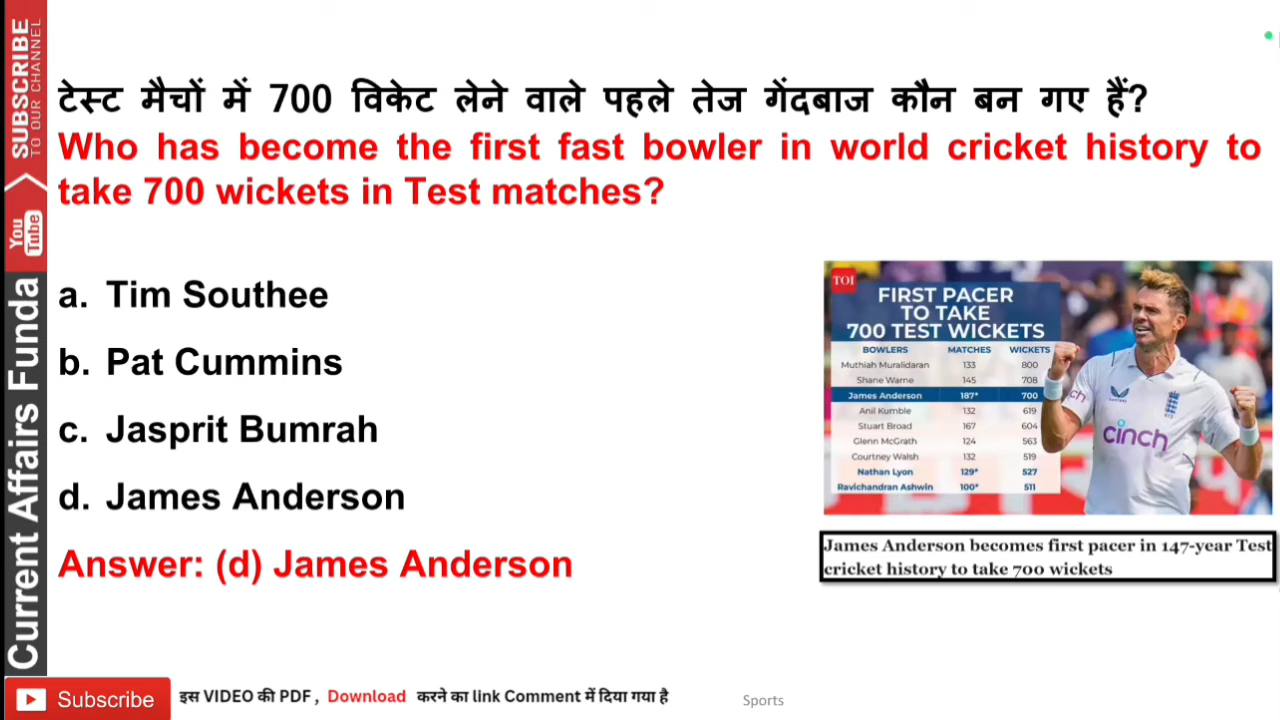 SUBSCRIBE
TO OUR CHANNEL
You
Tube
Current Affairs Funda
टेस्ट मैचों में 700 विकेट लेने वाले पहले तेज गेंदबाज कौन बन गए हैं?
Who has become the first fast bowler in world cricket history to
take 700 wickets in Test matches?
a. Tim Southee
b. Pat Cummins
c. Jasprit Bumrah
d. James Anderson
Answer: (d) James Anderson
TOI
FIRST PACER
TO TAKE
700 TEST WICKETS
BOWLERS MATCHES WICKETS
Muthiah Muralidaran 133 800
Shane Warne 145 708
James Anderson 187* 700
Anil Kumble 132 619
Stuart Broad 167 604
Glenn McGrath 124 563
Courtney Walsh 132 519
Nathan Lyon 129* 527
Ravichandran Ashwin 100* 511
cinch
James Anderson becomes first pacer in 147-year Test
cricket history to take 700 wickets
Subscribe
इस VIDEO की PDF , Download करने का link Comment में दिया गया है
Sports